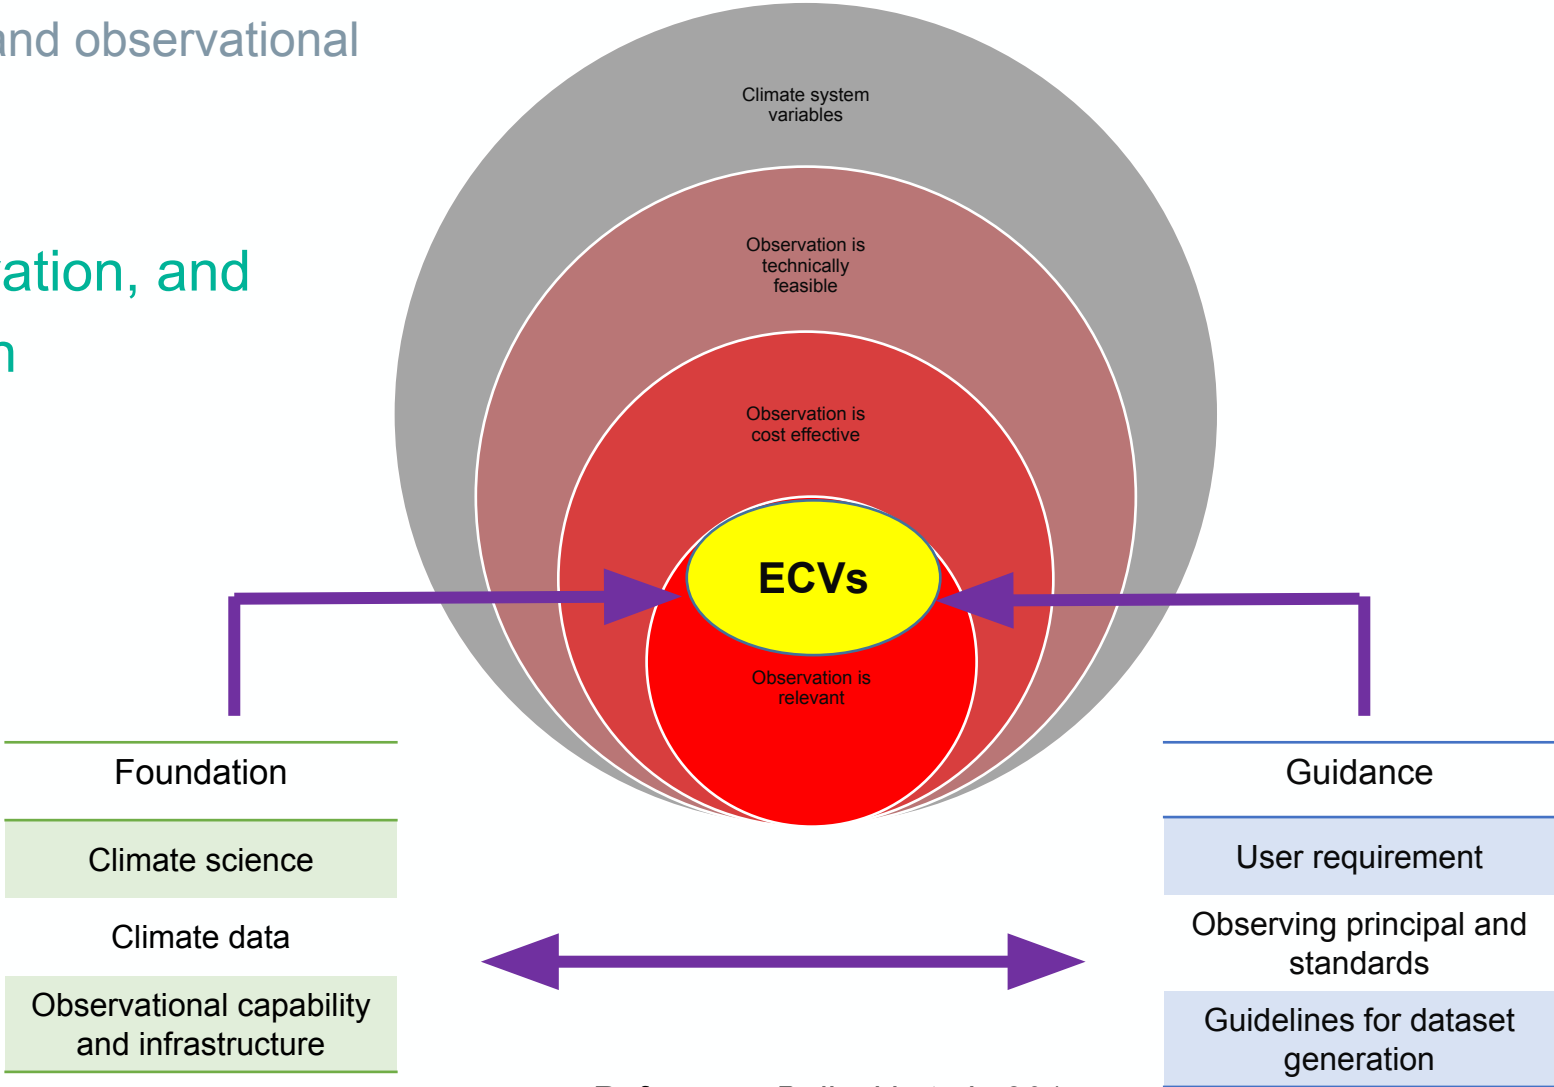 and observational
Climate system
variables
ation, and
Observation is
technically
feasible
n
Observation is
cost effective
ECVs
Observation is
relevant
Foundation
Climate science
Climate data
Observational capability
and infrastructure
Guidance
User requirement
Observing principal and
standards
Guidelines for dataset
generation